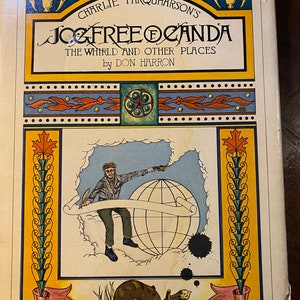 CHARLIE FARQUHARSON'S
JOGFREE OF CANDA
THE WHIRLD AND OTHER PLACES
by DON HARRON